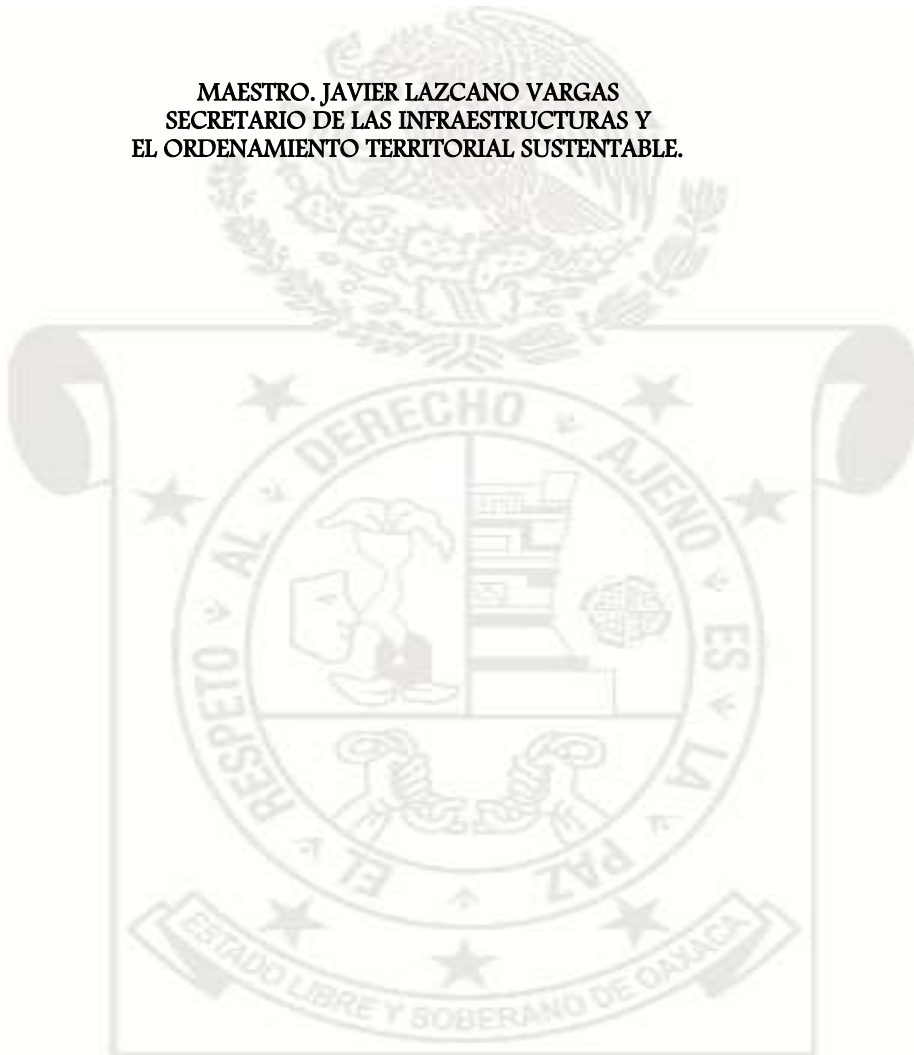 MAESTRO. JAVIER LAZCANO VARGAS
SECRETARIO DE LAS INFRAESTRUCTURAS Y
EL ORDENAMIENTO TERRITORIAL SUSTENTABLE.
EL RESPETO AL DERECHO AJENO ES LA PAZ
ESTADO LIBRE Y SOBERANO DE OAXACA